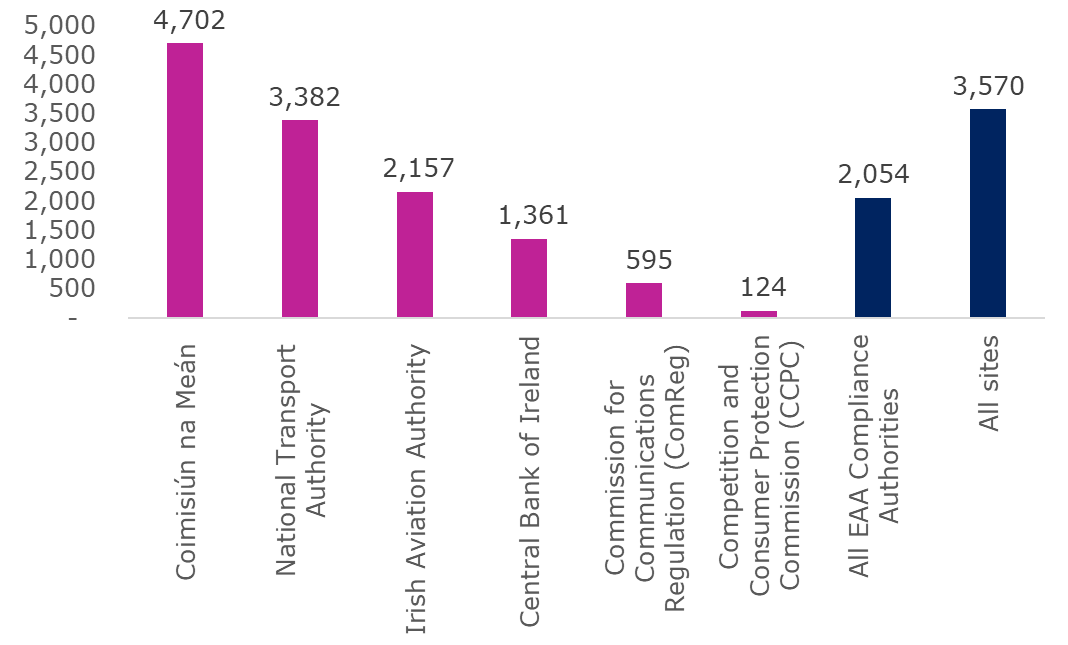 5,000
4,500
4,000
3,500
3,000
2,500
2,000
1,500
1,000
500
-
4,702
3,382
2,157
1,361
595
124
2,054
3,570
Coimisiún na Meán
National Transport
Authority
Irish Aviation Authority
Central Bank of Ireland
Commission for
Communications
Regulation (ComReg)
Competition and
Consumer Protection
Commission (CCPC)
All EAA Compliance
Authorities
All sites